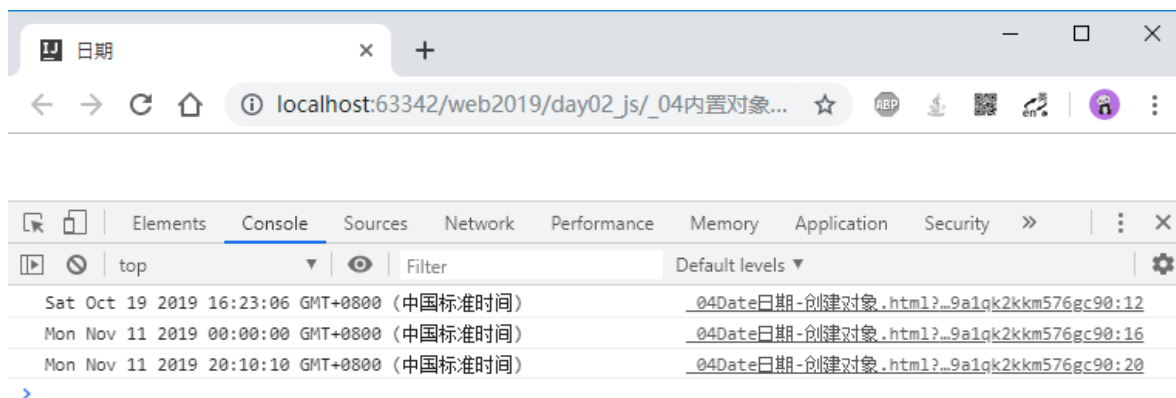 日期
localhost:63342/web2019/day02_js/_04内置对象...
ABP
en
Elements Console Sources Network Performance Memory Application Security
top Filter Default levels
Sat Oct 19 2019 16:23:06 GMT+0800 (中国标准时间) _04Date日期-创建对象.html?…9a1qk2kkm576gc90:12
Mon Nov 11 2019 00:00:00 GMT+0800 (中国标准时间) _04Date日期-创建对象.html?…9a1qk2kkm576gc90:16
Mon Nov 11 2019 20:10:10 GMT+0800 (中国标准时间) _04Date日期-创建对象.html?…9a1qk2kkm576gc90:20